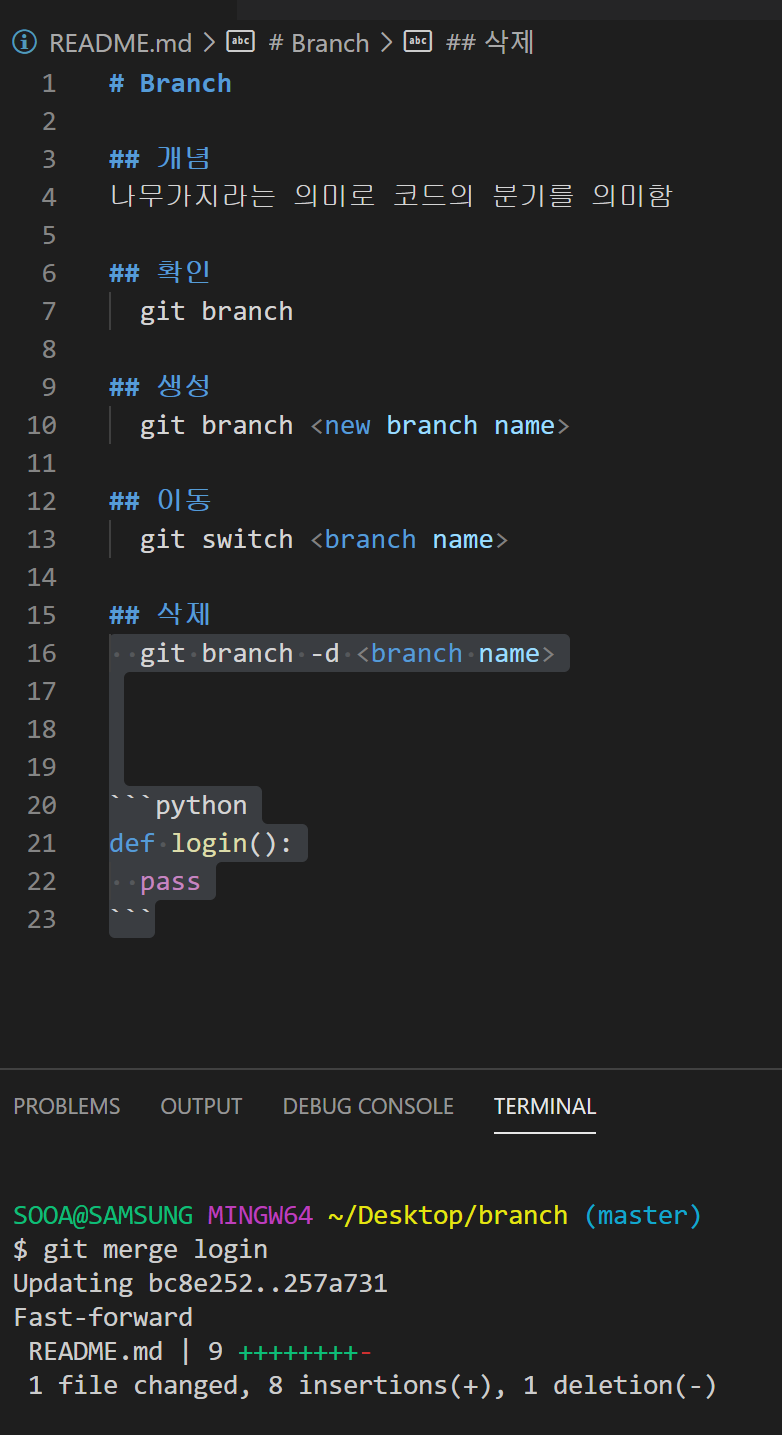 README.md > # Branch > ## 삭제
1 # Branch
2
3 ## 개념
4 나무가지라는 의미로 코드의 분기를 의미함
5
6 ## 확인
7 git branch
8
9 ## 생성
10 git branch <new branch name>
11
12 ## 이동
13 git switch <branch name>
14
15 ## 삭제
16 git branch -d <branch name>
17
18
19
20 ```python
21 def login():
22 pass
23 ```
PROBLEMS OUTPUT DEBUG CONSOLE TERMINAL
SOOA@SAMSUNG MINGW64 ~/Desktop/branch (master)
$ git merge login
Updating bc8e252..257a731
Fast-forward
README.md | 9 ++++++++-
1 file changed, 8 insertions(+), 1 deletion(-)